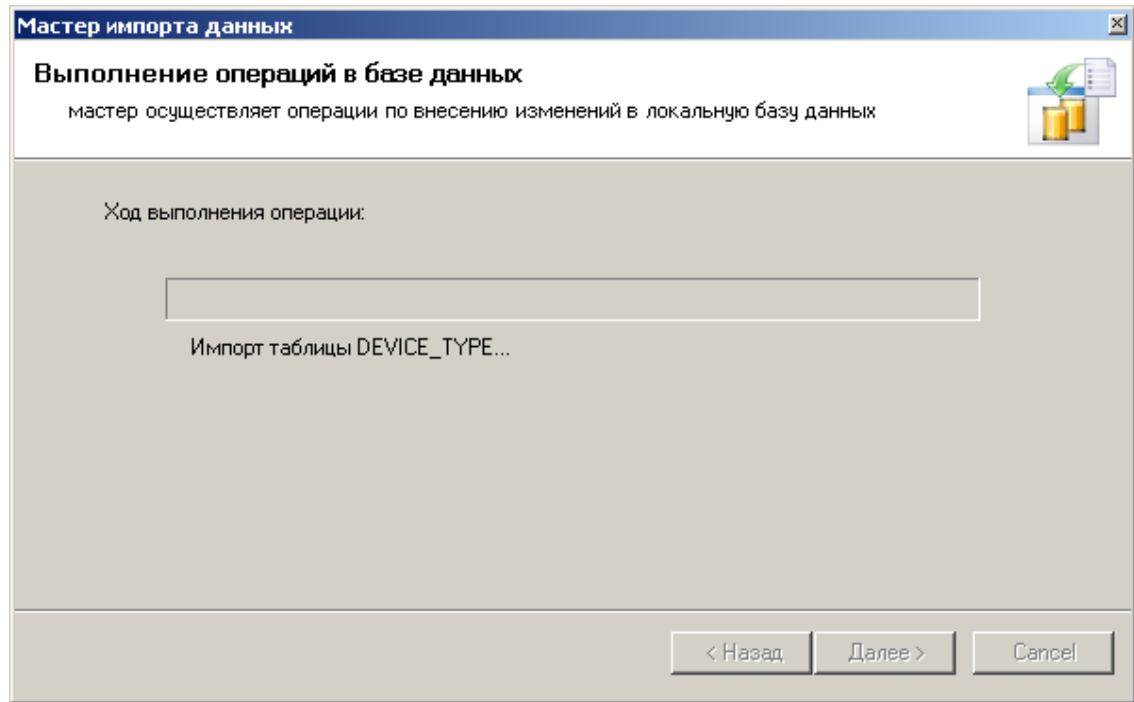 Мастер импорта данных
Выполнение операций в базе данных
мастер осуществляет операции по внесению изменений в локальную базу данных
Ход выполнения операции:
Импорт таблицы DEVICE_TYPE...
< Назад
Далее >
Cancel